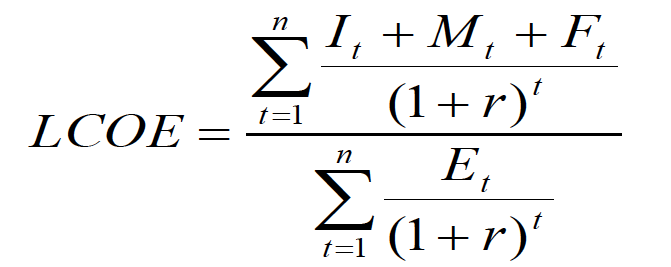 LCOE = \frac{\sum_{t=1}^{n} \frac{I_t + M_t + F_t}{(1+r)^t}}{\sum_{t=1}^{n} \frac{E_t}{(1+r)^t}}